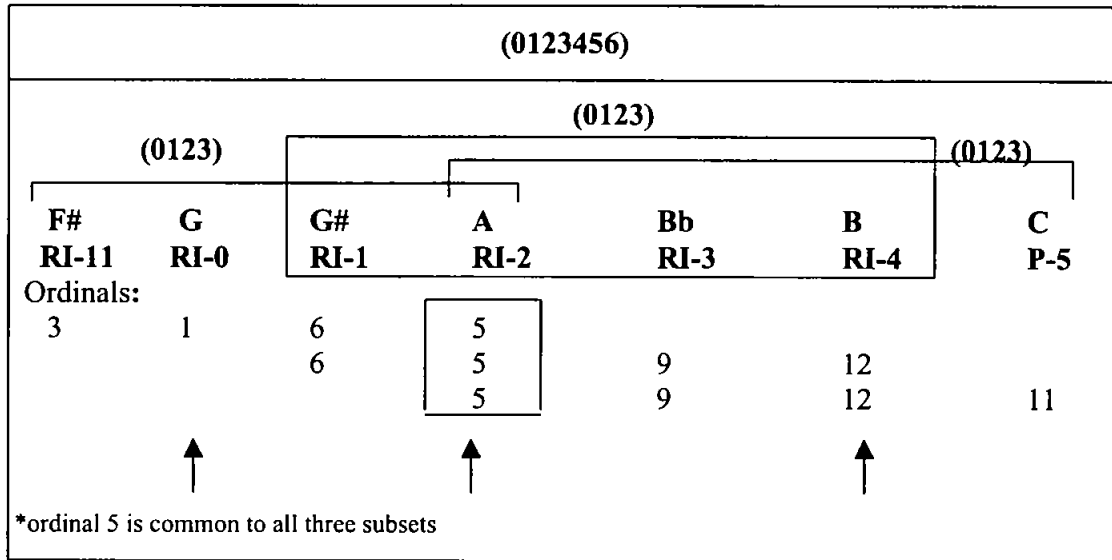 (0123456)
(0123)
(0123) (0123)
F# G G# A Bb B C
RI-11 RI-0 RI-1 RI-2 RI-3 RI-4 P-5
Ordinals:
3 1 6 5
6 5 9 12
5 9 12 11
*ordinal 5 is common to all three subsets